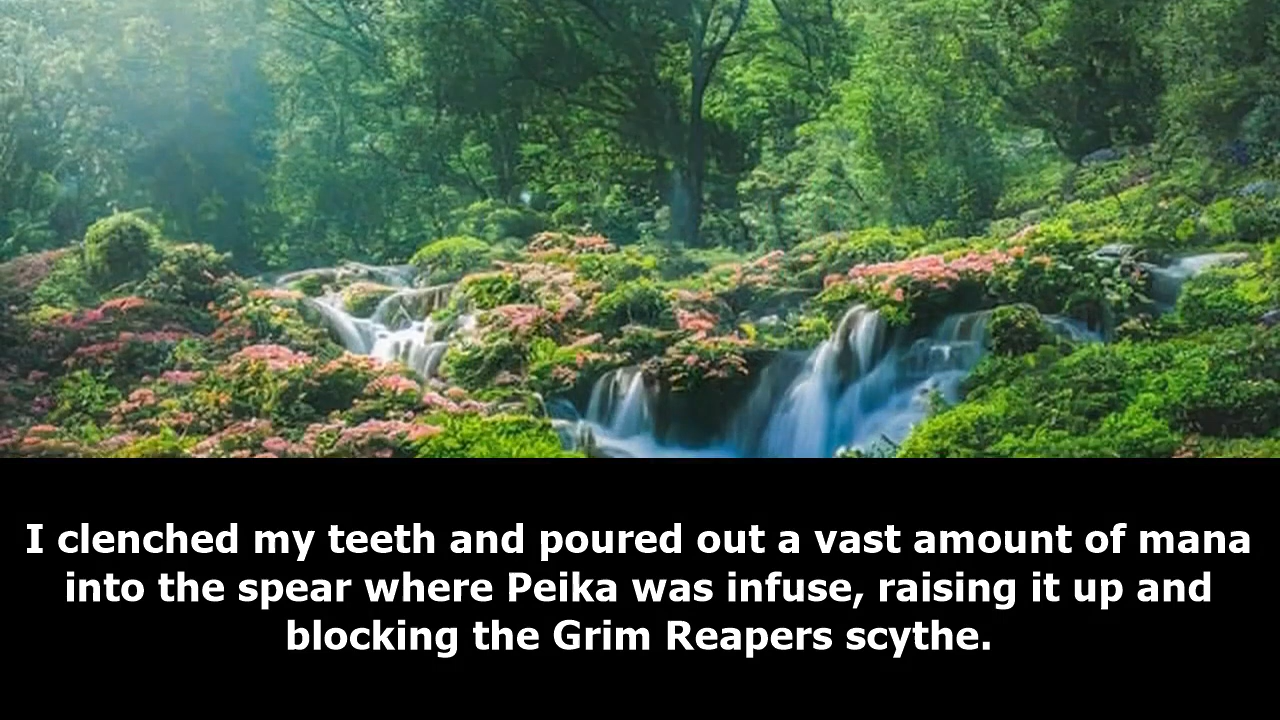 I clenched my teeth and poured out a vast amount of mana
into the spear where Peika was infuse, raising it up and
blocking the Grim Reapers scythe.